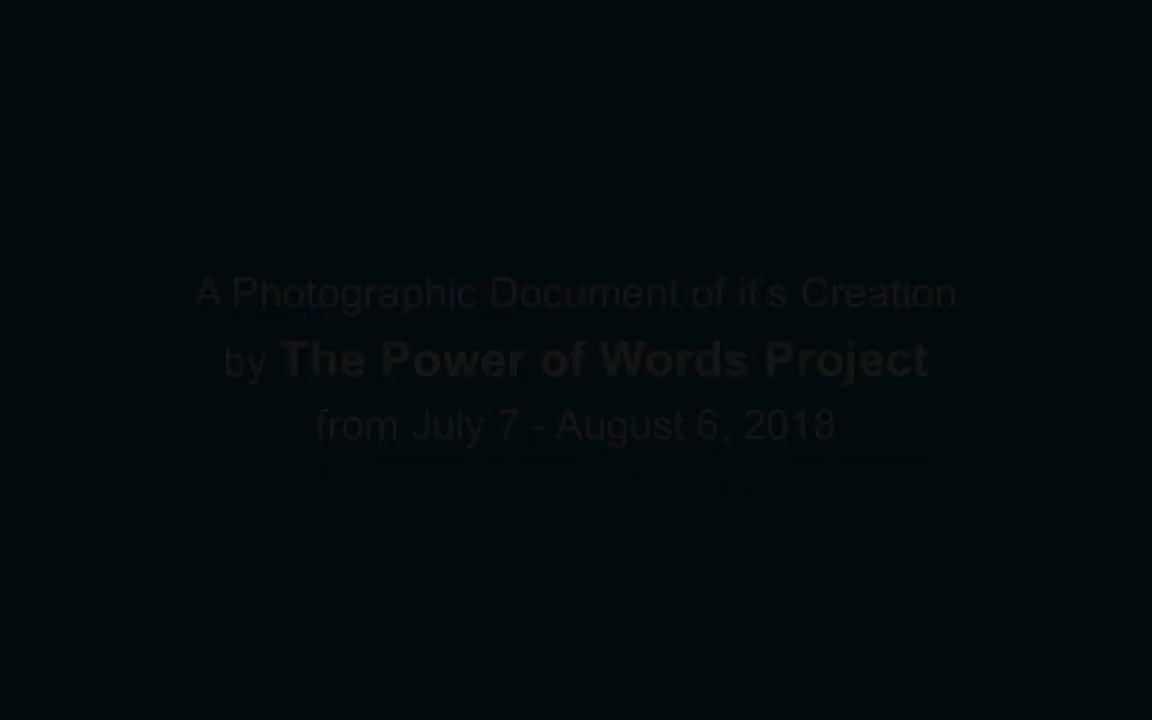 A Photographic Document of it's Creation
by The Power of Words Project
from July 7 - August 6, 2018